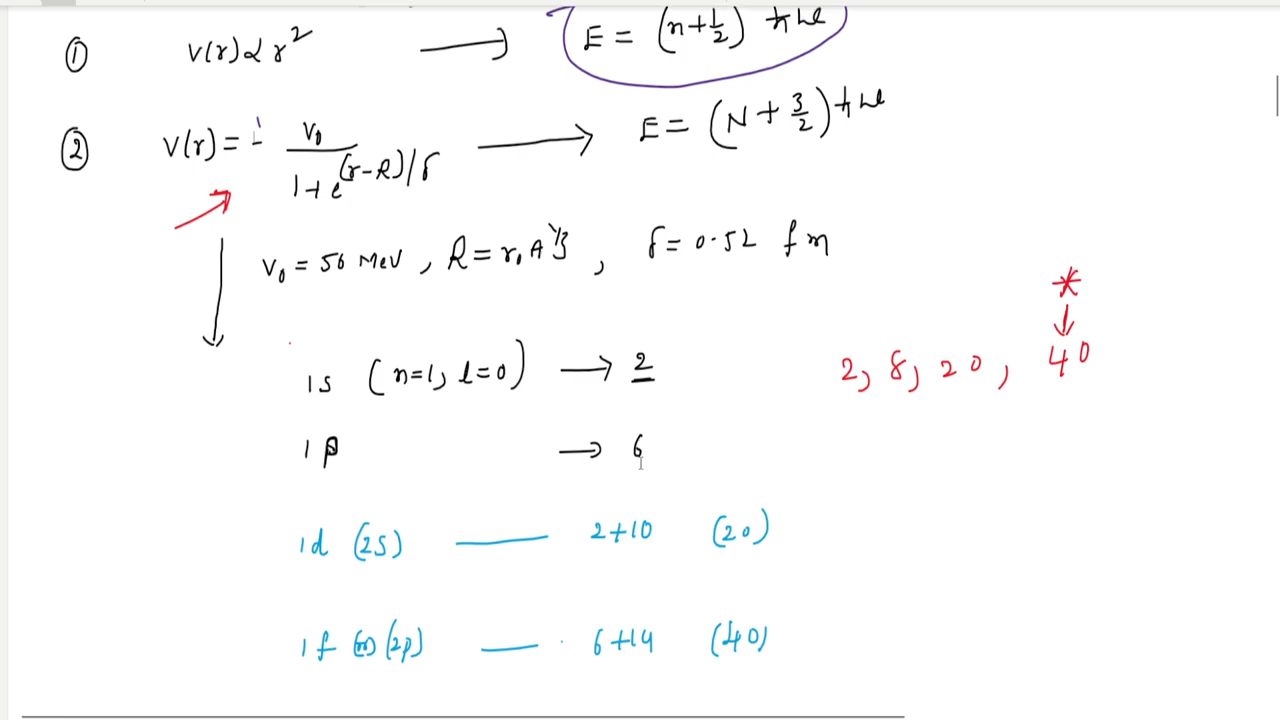 ① V(r) ∝ r² ⟶ E = (n+½) ħω
② V(r) = - V₀ / 1+e^(r-R)/δ ⟶ E = (N + 3/2) ħω
V₀ = 56 MeV , R = r₀ A^⅓ , δ = 0.52 fm
*
1s (n=1, l=0) ⟶ 2 2, 8, 20, 40
1p ⟶ 6
1d (2s) — 2+10 (20)
1f (2p) — 6+14 (40)